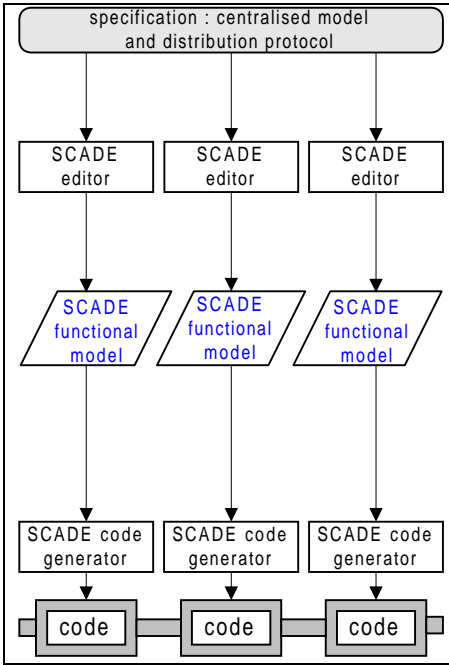 specification : centralised model
and distribution protocol
SCADE
editor
SCADE
editor
SCADE
editor
SCADE
functional
model
SCADE
functional
model
SCADE
functional
model
SCADE code
generator
SCADE code
generator
SCADE code
generator
code
code
code